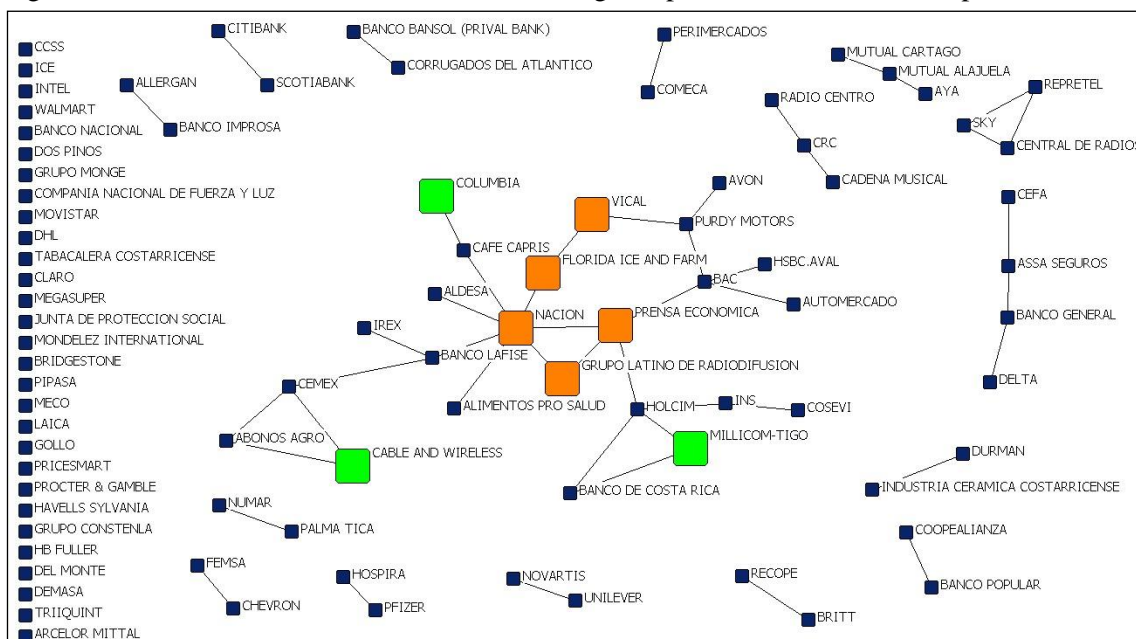 CCSS
ICE
INTEL
WALMART
BANCO NACIONAL
DOS PINOS
GRUPO MONGE
COMPANIA NACIONAL DE FUERZA Y LUZ
MOVISTAR
DHL
TABACALERA COSTARRICENSE
CLARO
MEGASUPER
JUNTA DE PROTECCION SOCIAL
MONDELEZ INTERNATIONAL
BRIDGESTONE
PIPASA
MECO
LAICA
GOLLO
PRICESMART
PROCTER & GAMBLE
HAVELLS SYLVANIA
GRUPO CONSTENLA
HB FULLER
DEL MONTE
DEMASA
TRIIQUINT
ARCELOR MITTAL
CITIBANK
SCOTIABANK
ALLERGAN
BANCO IMPROSA
BANCO BANSOL (PRIVAL BANK)
CORRUGADOS DEL ATLANTICO
PERIMERCADOS
COMECA
MUTUAL CARTAGO
MUTUAL ALAJUELA
AYA
RADIO CENTRO
CRC
CADENA MUSICAL
REPRETEL
SKY
CENTRAL DE RADIOS
COLUMBIA
CAFE CAPRIS
VICAL
AVON
PURDY MOTORS
FLORIDA ICE AND FARM
HSBC.AVAL
BAC
AUTOMERCADO
ALDESA
NACION
PRENSA ECONOMICA
IREX
BANCO LAFISE
GRUPO LATINO DE RADIODIFUSION
CEMEX
ALIMENTOS PRO SALUD
HOLCIM
INS
COSEVI
ABONOS AGRO
CABLE AND WIRELESS
MILLICOM-TIGO
BANCO DE COSTA RICA
CEFA
ASSA SEGUROS
BANCO GENERAL
DELTA
DURMAN
INDUSTRIA CERAMICA COSTARRICENSE
NUMAR
PALMA TICA
COOPEALIANZA
BANCO POPULAR
FEMSA
CHEVRON
HOSPIRA
PFIZER
NOVARTIS
UNILEVER
RECOPE
BRITT